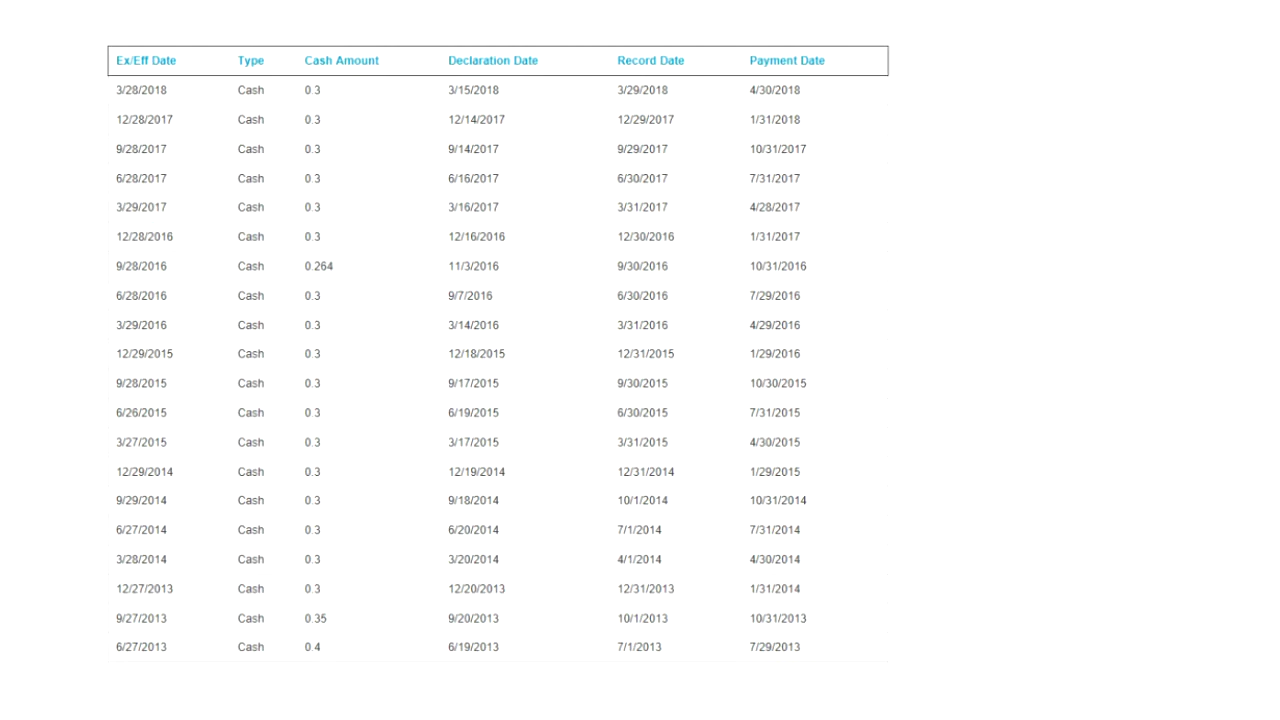 Ex/Eff Date Type Cash Amount Declaration Date Record Date Payment Date
3/28/2018 Cash 0.3 3/15/2018 3/29/2018 4/30/2018
12/28/2017 Cash 0.3 12/14/2017 12/29/2017 1/31/2018
9/28/2017 Cash 0.3 9/14/2017 9/29/2017 10/31/2017
6/28/2017 Cash 0.3 6/16/2017 6/30/2017 7/31/2017
3/29/2017 Cash 0.3 3/16/2017 3/31/2017 4/28/2017
12/28/2016 Cash 0.3 12/16/2016 12/30/2016 1/31/2017
9/28/2016 Cash 0.264 11/3/2016 9/30/2016 10/31/2016
6/28/2016 Cash 0.3 9/7/2016 6/30/2016 7/29/2016
3/29/2016 Cash 0.3 3/14/2016 3/31/2016 4/29/2016
12/29/2015 Cash 0.3 12/18/2015 12/31/2015 1/29/2016
9/28/2015 Cash 0.3 9/17/2015 9/30/2015 10/30/2015
6/26/2015 Cash 0.3 6/19/2015 6/30/2015 7/31/2015
3/27/2015 Cash 0.3 3/17/2015 3/31/2015 4/30/2015
12/29/2014 Cash 0.3 12/19/2014 12/31/2014 1/29/2015
9/29/2014 Cash 0.3 9/18/2014 10/1/2014 10/31/2014
6/27/2014 Cash 0.3 6/20/2014 7/1/2014 7/31/2014
3/28/2014 Cash 0.3 3/20/2014 4/1/2014 4/30/2014
12/27/2013 Cash 0.3 12/20/2013 12/31/2013 1/31/2014
9/27/2013 Cash 0.35 9/20/2013 10/1/2013 10/31/2013
6/27/2013 Cash 0.4 6/19/2013 7/1/2013 7/29/2013